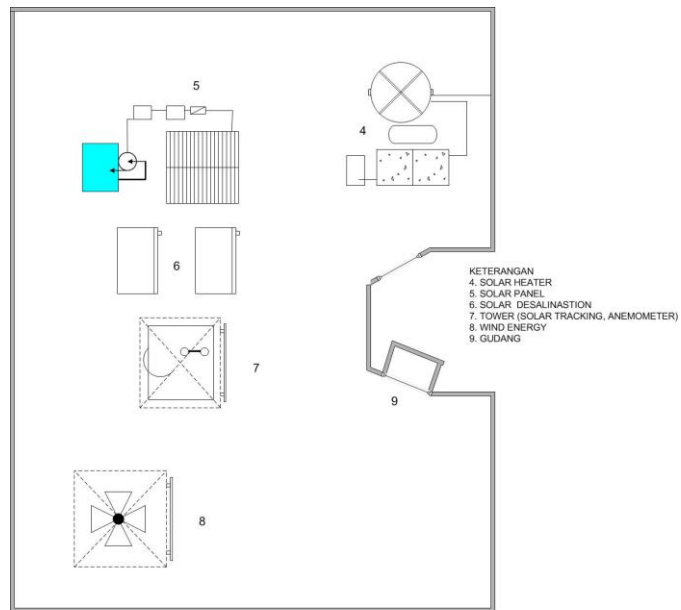 5
4
6
KETERANGAN
4. SOLAR HEATER
5. SOLAR PANEL
6. SOLAR DESALINASTION
7. TOWER (SOLAR TRACKING, ANEMOMETER)
8. WIND ENERGY
9. GUDANG
7
9
8